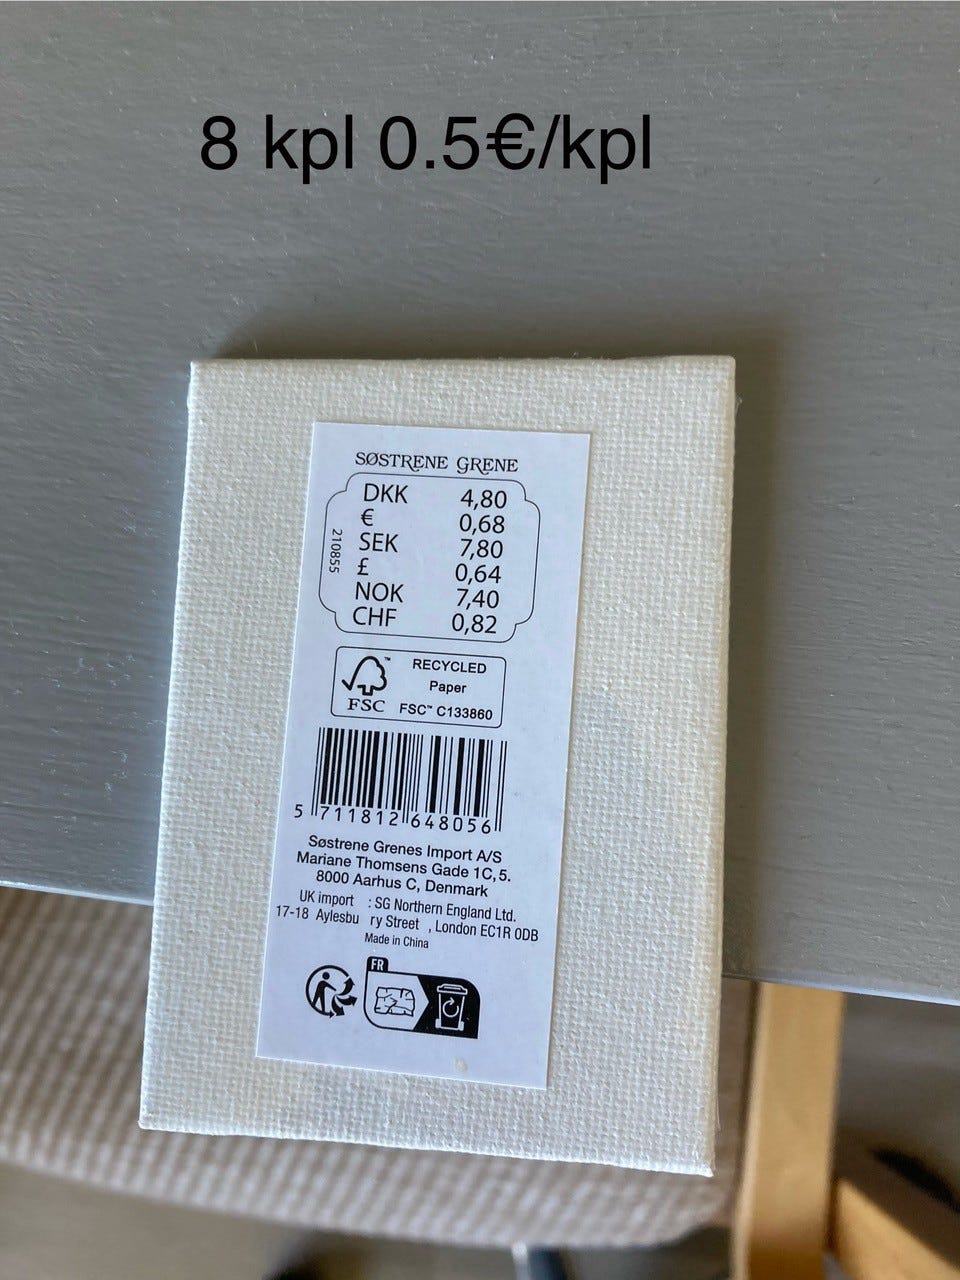 8 kpl 0.5€/kpl
SØSTRENE GRENE
DKK 4,80
€ 0,68
SEK 7,80
£ 0,64
NOK 7,40
CHF 0,82
210855
RECYCLED
Paper
FSC™ C133860
™
FSC
5 711812 648056
Søstrene Grenes Import A/S
Mariane Thomsens Gade 1C, 5.
8000 Aarhus C, Denmark
UK import : SG Northern England Ltd.
17-18 Aylesbu ry Street , London EC1R 0DB
Made in China
FR